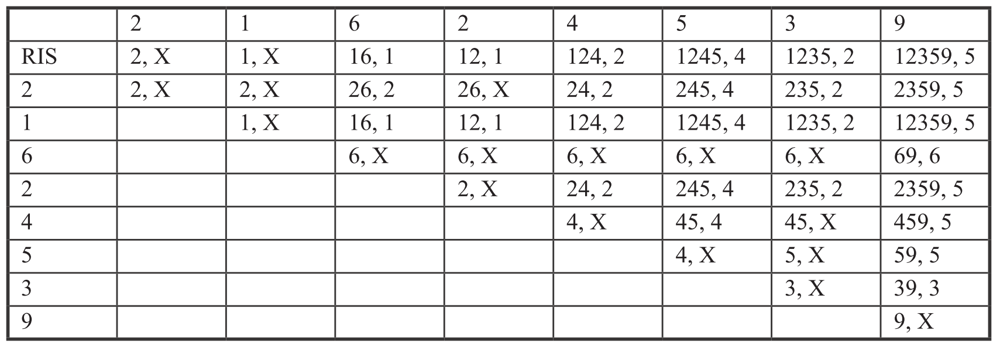 2 1 6 2 4 5 3 9
RIS 2, X 1, X 16, 1 12, 1 124, 2 1245, 4 1235, 2 12359, 5
2 2, X 2, X 26, 2 26, X 24, 2 245, 4 235, 2 2359, 5
1 1, X 16, 1 12, 1 124, 2 1245, 4 1235, 2 12359, 5
6 6, X 6, X 6, X 6, X 6, X 69, 6
2 2, X 24, 2 245, 4 235, 2 2359, 5
4 4, X 45, 4 45, X 459, 5
5 4, X 5, X 59, 5
3 3, X 39, 3
9 9, X